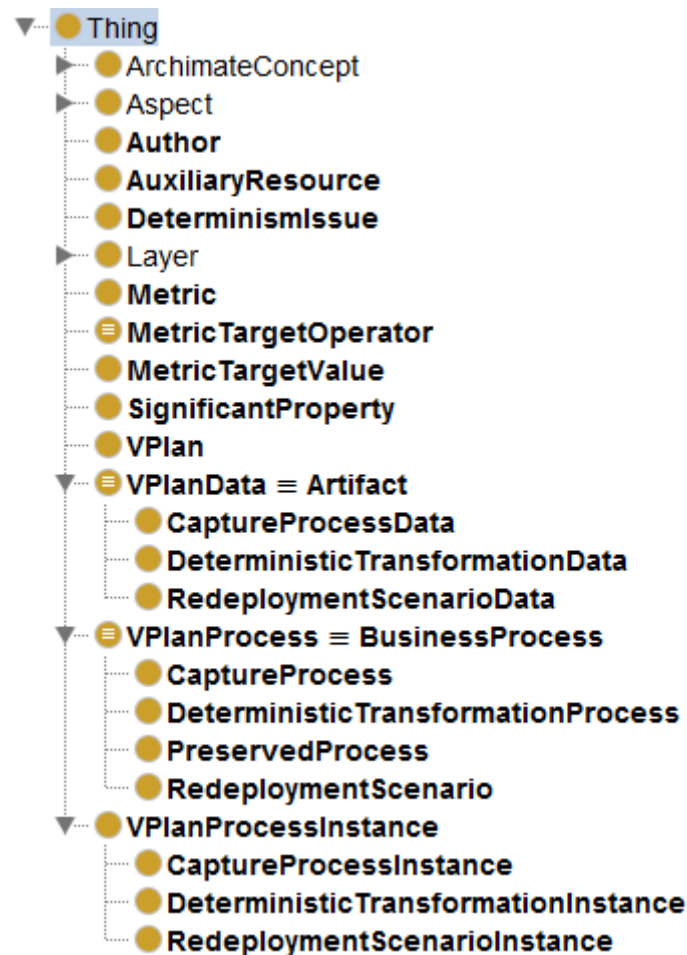 Thing
ArchimateConcept
Aspect
Author
AuxiliaryResource
DeterminismIssue
Layer
Metric
MetricTargetOperator
MetricTargetValue
SignificantProperty
VPlan
VPlanData ≡ Artifact
CaptureProcessData
DeterministicTransformationData
RedeploymentScenarioData
VPlanProcess ≡ BusinessProcess
CaptureProcess
DeterministicTransformationProcess
PreservedProcess
RedeploymentScenario
VPlanProcessInstance
CaptureProcessInstance
DeterministicTransformationInstance
RedeploymentScenarioInstance